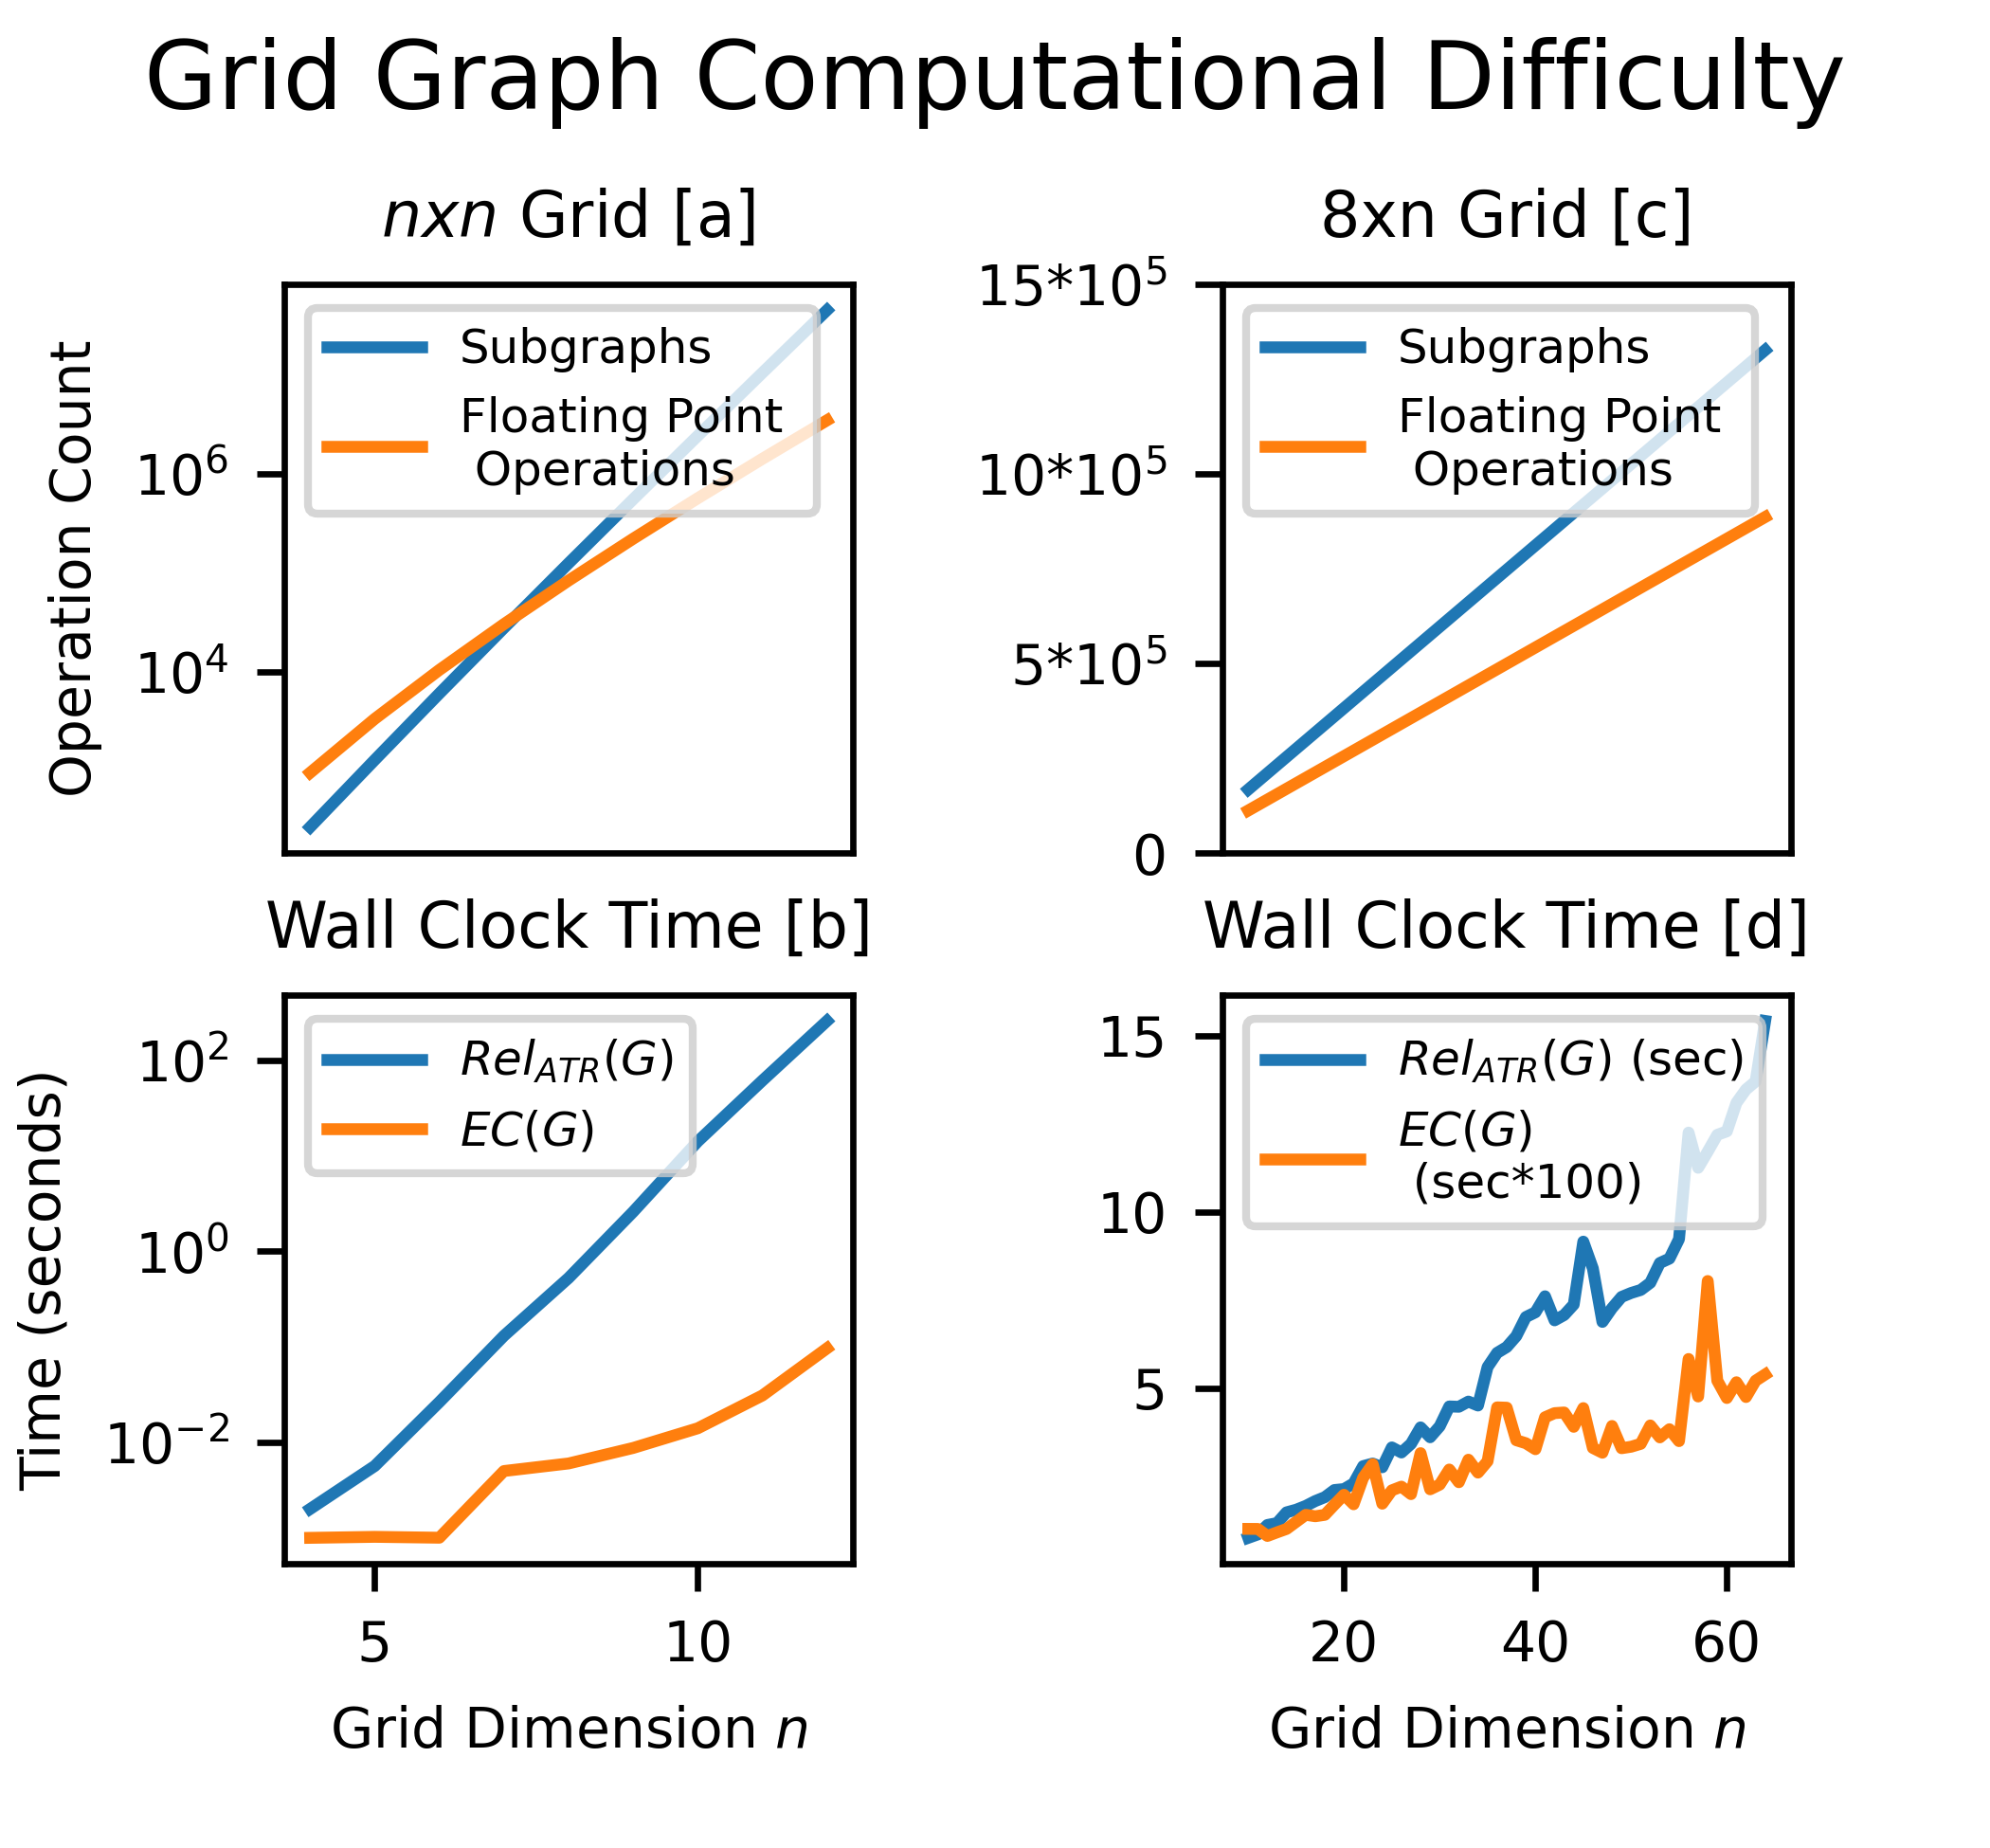 Grid Graph Computational Difficulty
nxn Grid [a]
Operation Count
10^6
10^4
Subgraphs
Floating Point
Operations
8xn Grid [c]
15*10^5
10*10^5
5*10^5
0
Subgraphs
Floating Point
Operations
Wall Clock Time [b]
Time (seconds)
10^2
10^0
10^−2
Rel_ATR(G)
EC(G)
5 10
Grid Dimension n
Wall Clock Time [d]
15
10
5
Rel_ATR(G) (sec)
EC(G)
(sec*100)
20 40 60
Grid Dimension n